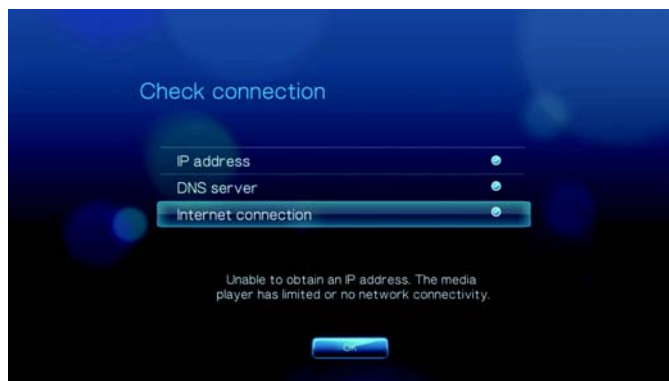 Check connection
IP address
DNS server
Internet connection
Unable to obtain an IP address. The media
player has limited or no network connectivity.
OK